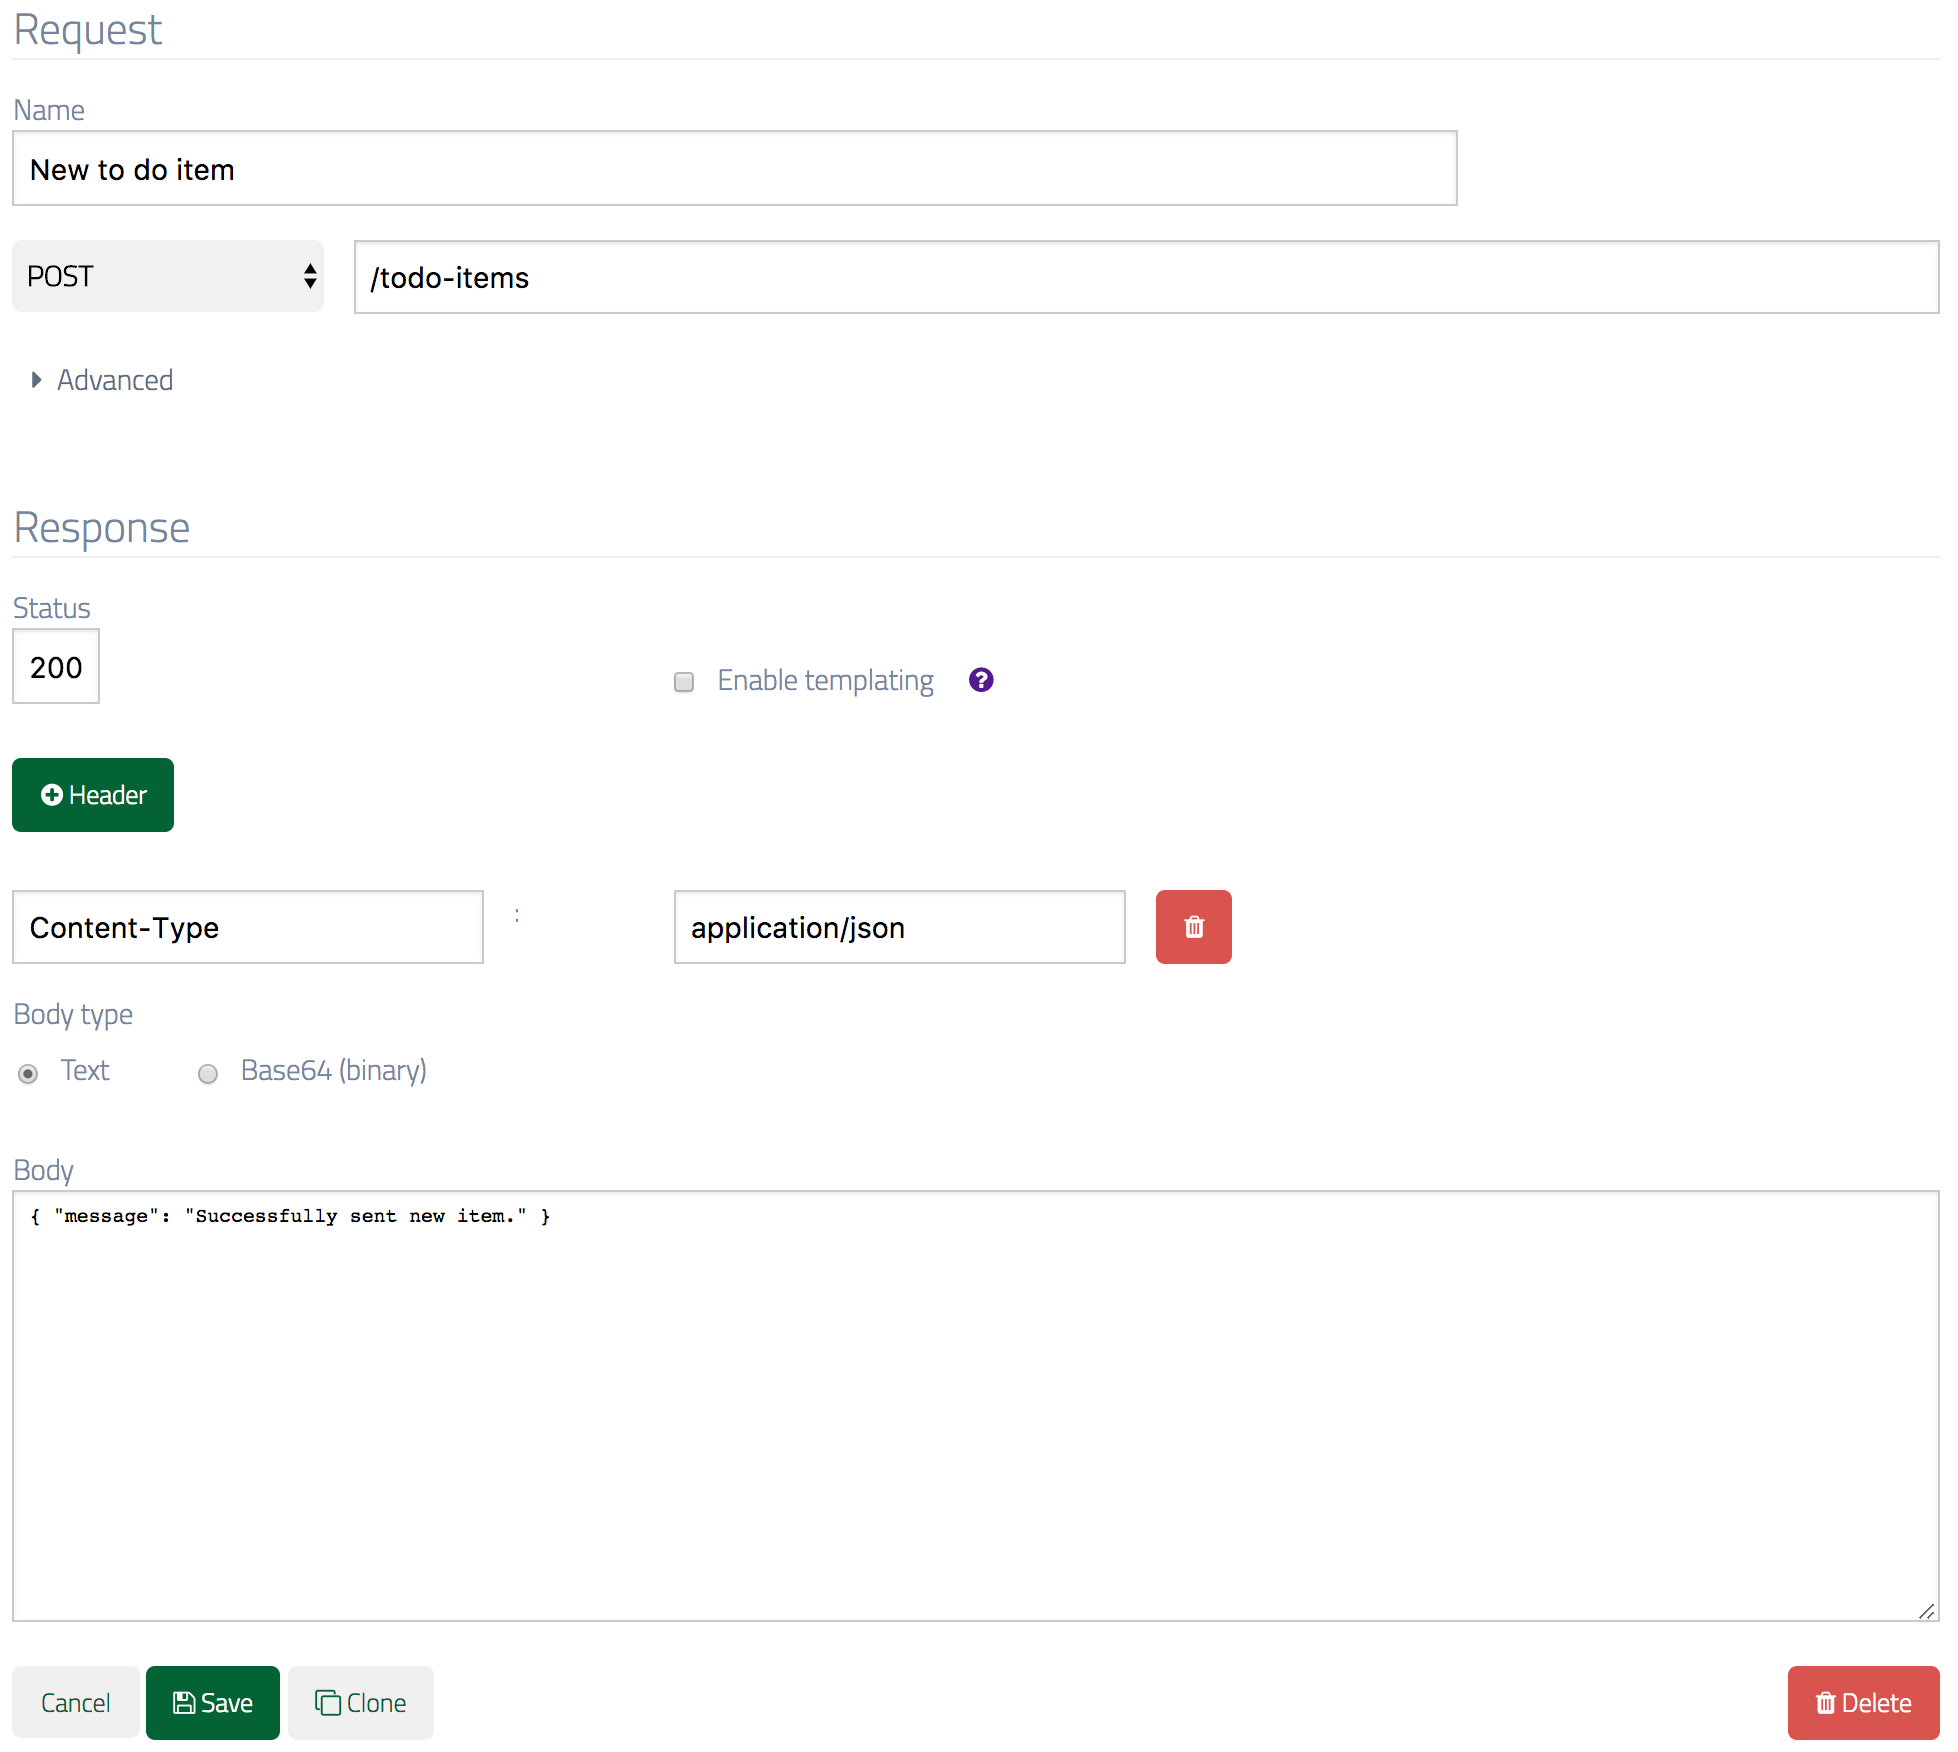 Request
Name
New to do item
POST
/todo-items
Advanced
Response
Status
200
Enable templating
Header
Content-Type : application/json
Body type
Text
Base64 (binary)
Body
{ "message": "Successfully sent new item." }
Cancel
Save
Clone
Delete